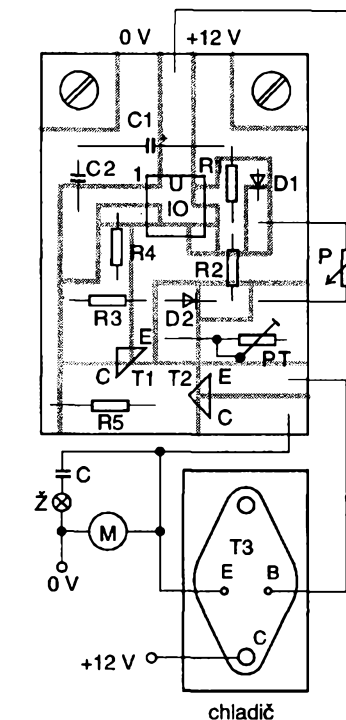 0 V +12 V
C1 +
C2 1 U R1 D1
IO
R4 R2 P
R3 D2
E PT
C T1 T2 E
R5 C
C
Ž M T3
E B
0 V
C
+12 V
chladič